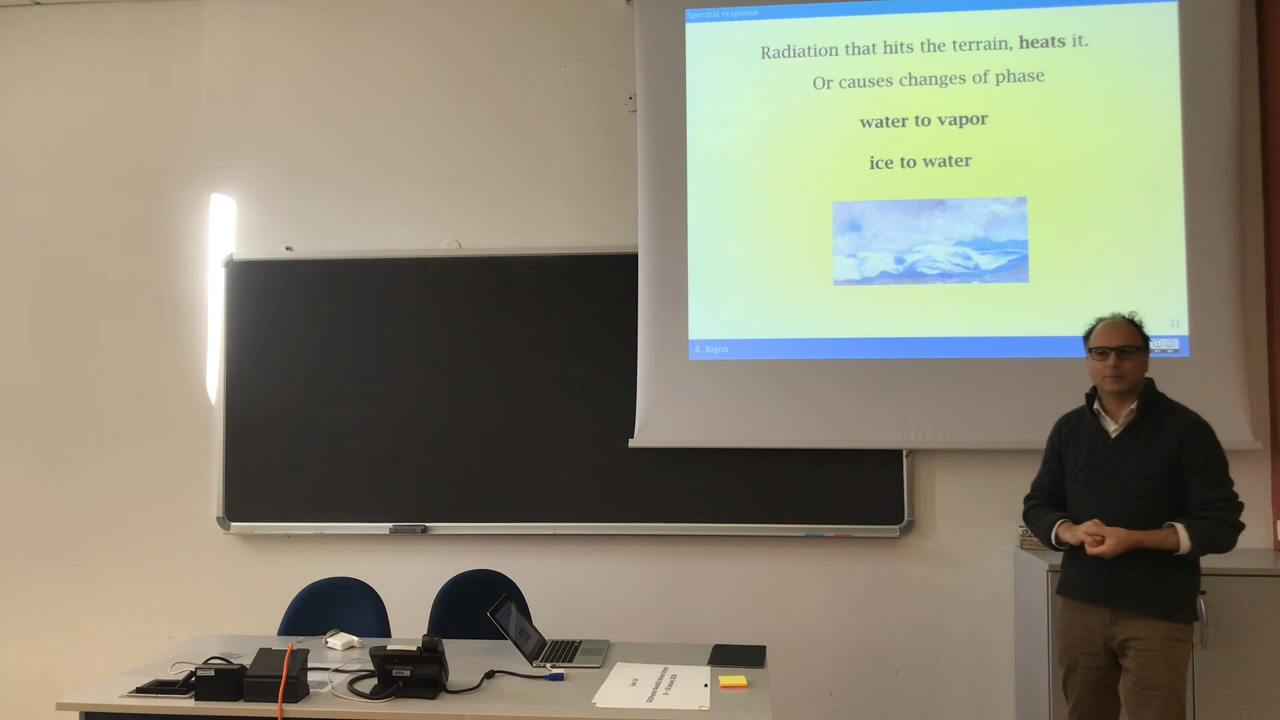 Spectral response
Radiation that hits the terrain, heats it.
Or causes changes of phase
water to vapor
ice to water
31
R. Rigon